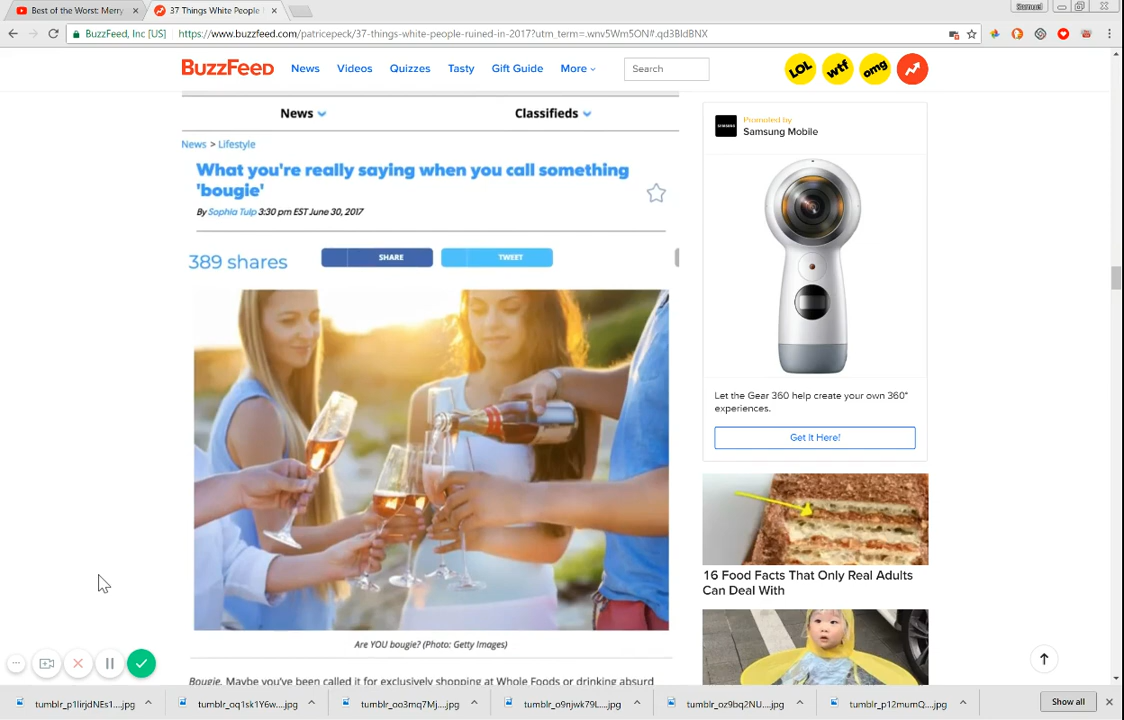 Best of the Worst: Merry
37 Things White People
Samuel
BuzzFeed, Inc [US]
https://www.buzzfeed.com/patricepeck/37-things-white-people-ruined-in-2017?utm_term=.wnv5Wm5ON#.qd3BldBNX
BuzzFeed
News
Videos
Quizzes
Tasty
Gift Guide
More
Search
LOL
wtf
omg
News
Classifieds
News > Lifestyle
What you're really saying when you call something
'bougie'
By Sophia Tulp 3:30 pm EST June 30, 2017
389 shares
SHARE
TWEET
Are YOU bougie? (Photo: Getty Images)
Bougie. Maybe you've been called it for exclusively shopping at Whole Foods or drinking absurd
SAMSUNG
Promoted by
Samsung Mobile
Let the Gear 360 help create your own 360°
experiences.
Get It Here!
16 Food Facts That Only Real Adults
Can Deal With
tumblr_p1lirjdNEs1....jpg
tumblr_oq1sk1Y6w....jpg
tumblr_oo3mq7Mj....jpg
tumblr_o9njwk79L....jpg
tumblr_oz9bq2NU....jpg
tumblr_p12mumQ....jpg
Show all